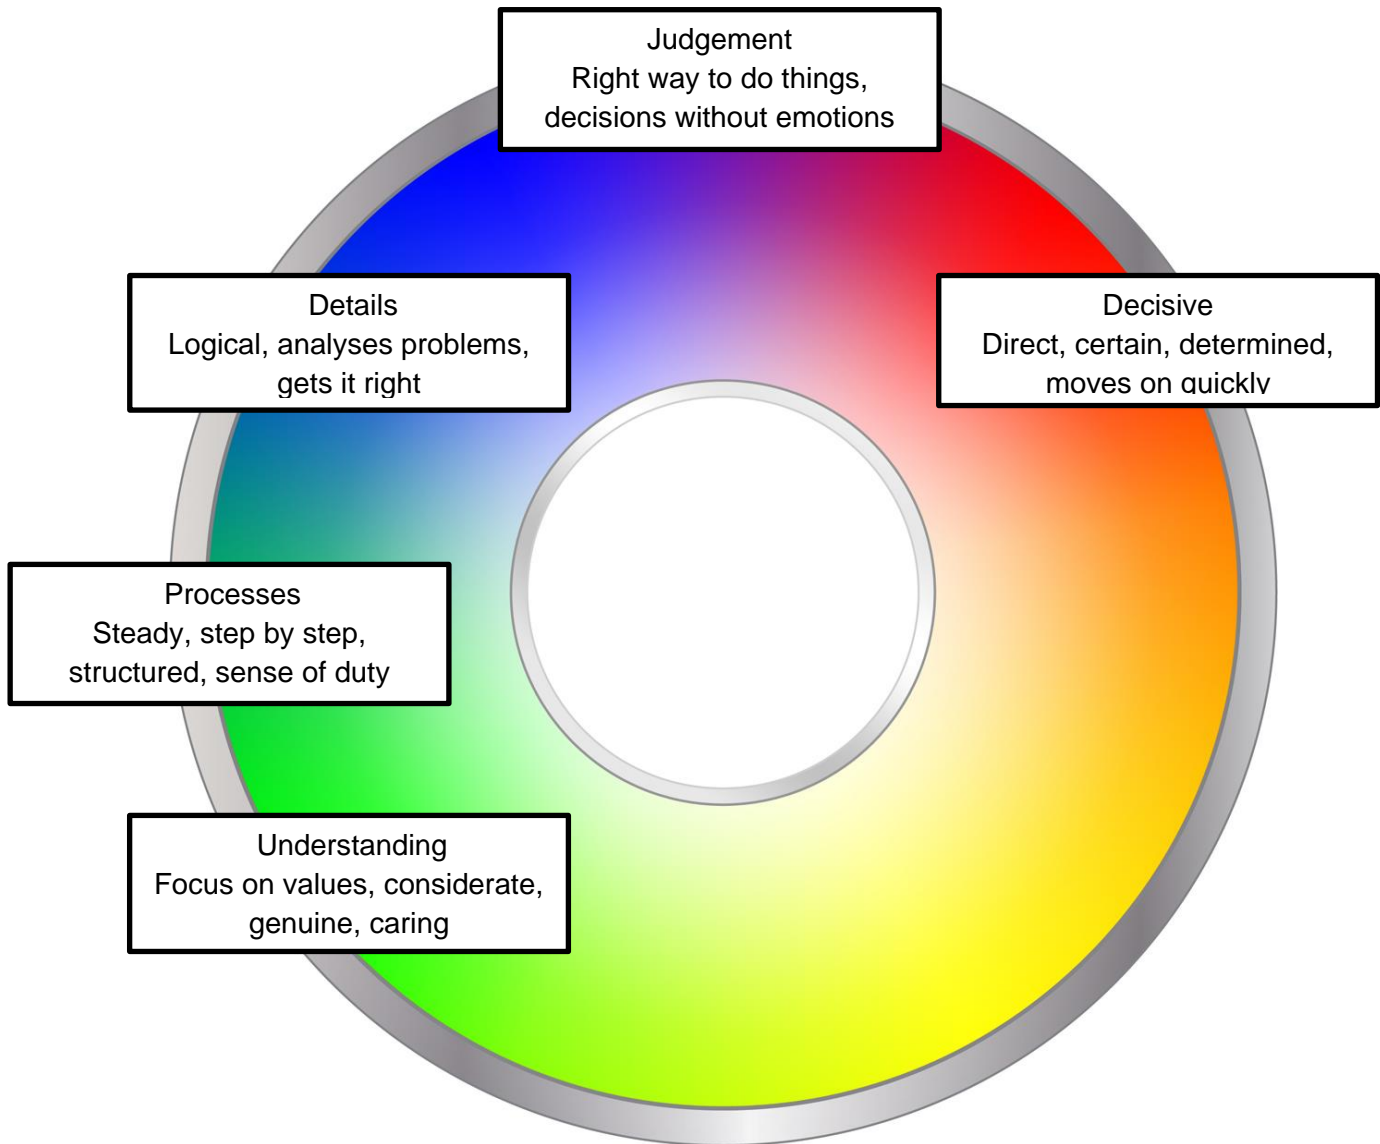 Judgement
Right way to do things,
decisions without emotions
Details
Logical, analyses problems,
gets it right
Decisive
Direct, certain, determined,
moves on quickly
Processes
Steady, step by step,
structured, sense of duty
Understanding
Focus on values, considerate,
genuine, caring